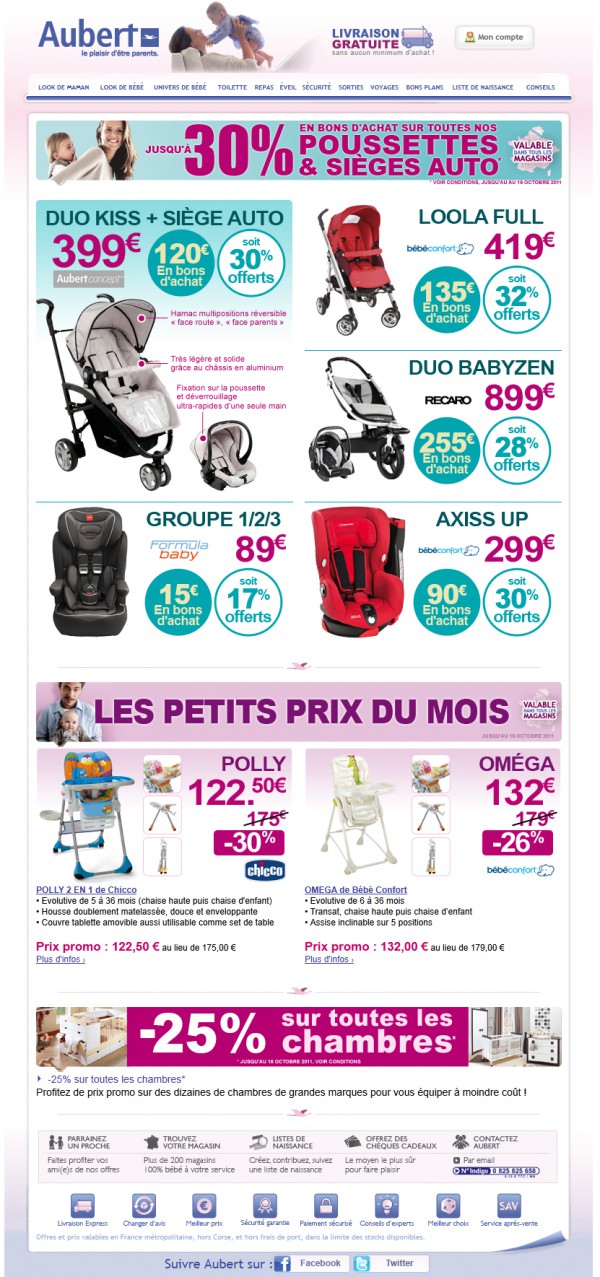 Aubert
le plaisir d'être parents.
LIVRAISON
GRATUITE
sans aucun minimum d'achat !
Mon compte
LOOK DE MAMAN LOOK DE BÉBÉ UNIVERS DE BÉBÉ TOILETTE REPAS ÉVEIL SÉCURITÉ SORTIES VOYAGES BONS PLANS LISTE DE NAISSANCE CONSEILS
JUSQU'À 30% EN BONS D'ACHAT SUR TOUTES NOS
POUSSETTES
& SIÈGES AUTO*
VALABLE
DANS TOUS LES
MAGASINS
* VOIR CONDITIONS, JUSQU'AU 16 OCTOBRE 2011
DUO KISS + SIÈGE AUTO
399€
Aubert concept
120€
En bons
d'achat
soit
30%
offerts
Hamac multipositions réversible
« face route », « face parents »
Très légère et solide
grâce au châssis en aluminium
Fixation sur la poussette
et déverrouillage
ultra-rapides d'une seule main
LOOLA FULL
bébéconfort 419€
135€
En bons
d'achat
soit
32%
offerts
DUO BABYZEN
RECARO 899€
255€
En bons
d'achat
soit
28%
offerts
GROUPE 1/2/3
Formula
baby
89€
15€
En bons
d'achat
soit
17%
offerts
AXISS UP
bébéconfort 299€
90€
En bons
d'achat
soit
30%
offerts
LES PETITS PRIX DU MOIS
VALABLE
DANS TOUS LES
MAGASINS
JUSQU'AU 16 OCTOBRE 2011
POLLY
122.50€
175€
-30%
chicco
OMÉGA
132€
179€
-26%
bébéconfort
POLLY 2 EN 1 de Chicco
• Evolutive de 5 à 36 mois (chaise haute puis chaise d'enfant)
• Housse doublement matelassée, douce et enveloppante
• Couvre tablette amovible aussi utilisable comme set de table
Prix promo : 122,50 € au lieu de 175,00 €
Plus d'infos ›
OMEGA de Bébé Confort
• Evolutive de 6 à 36 mois
• Transat, chaise haute puis chaise d'enfant
• Assise inclinable sur 5 positions
Prix promo : 132,00 € au lieu de 179,00 €
Plus d'infos ›
-25% sur toutes les
chambres*
* JUSQU'AU 16 OCTOBRE 2011, VOIR CONDITIONS
-25% sur toutes les chambres*
Profitez de prix promo sur des dizaines de chambres de grandes marques pour vous équiper à moindre coût !
PARRAINEZ
UN PROCHE
Faites profiter vos
ami(e)s de nos offres
TROUVEZ
VOTRE MAGASIN
Plus de 200 magasins
100% bébé à votre service
LISTES DE
NAISSANCE
Créez, contribuez, suivez
une liste de naissance
OFFREZ DES
CHÈQUES CADEAUX
Le moyen le plus sûr
pour faire plaisir
CONTACTEZ
AUBERT
Par email
N° Indigo 0 825 825 658
Livraison Express
Changer d'avis
Meilleur prix
Sécurité garantie
Paiement sécurisé
Conseils d'experts
Meilleur choix
SAV
Service après-vente
Offres et prix valables en France métropolitaine, hors Corse, et hors frais de port, dans la limite des stocks disponibles.
Suivre Aubert sur : Facebook Twitter